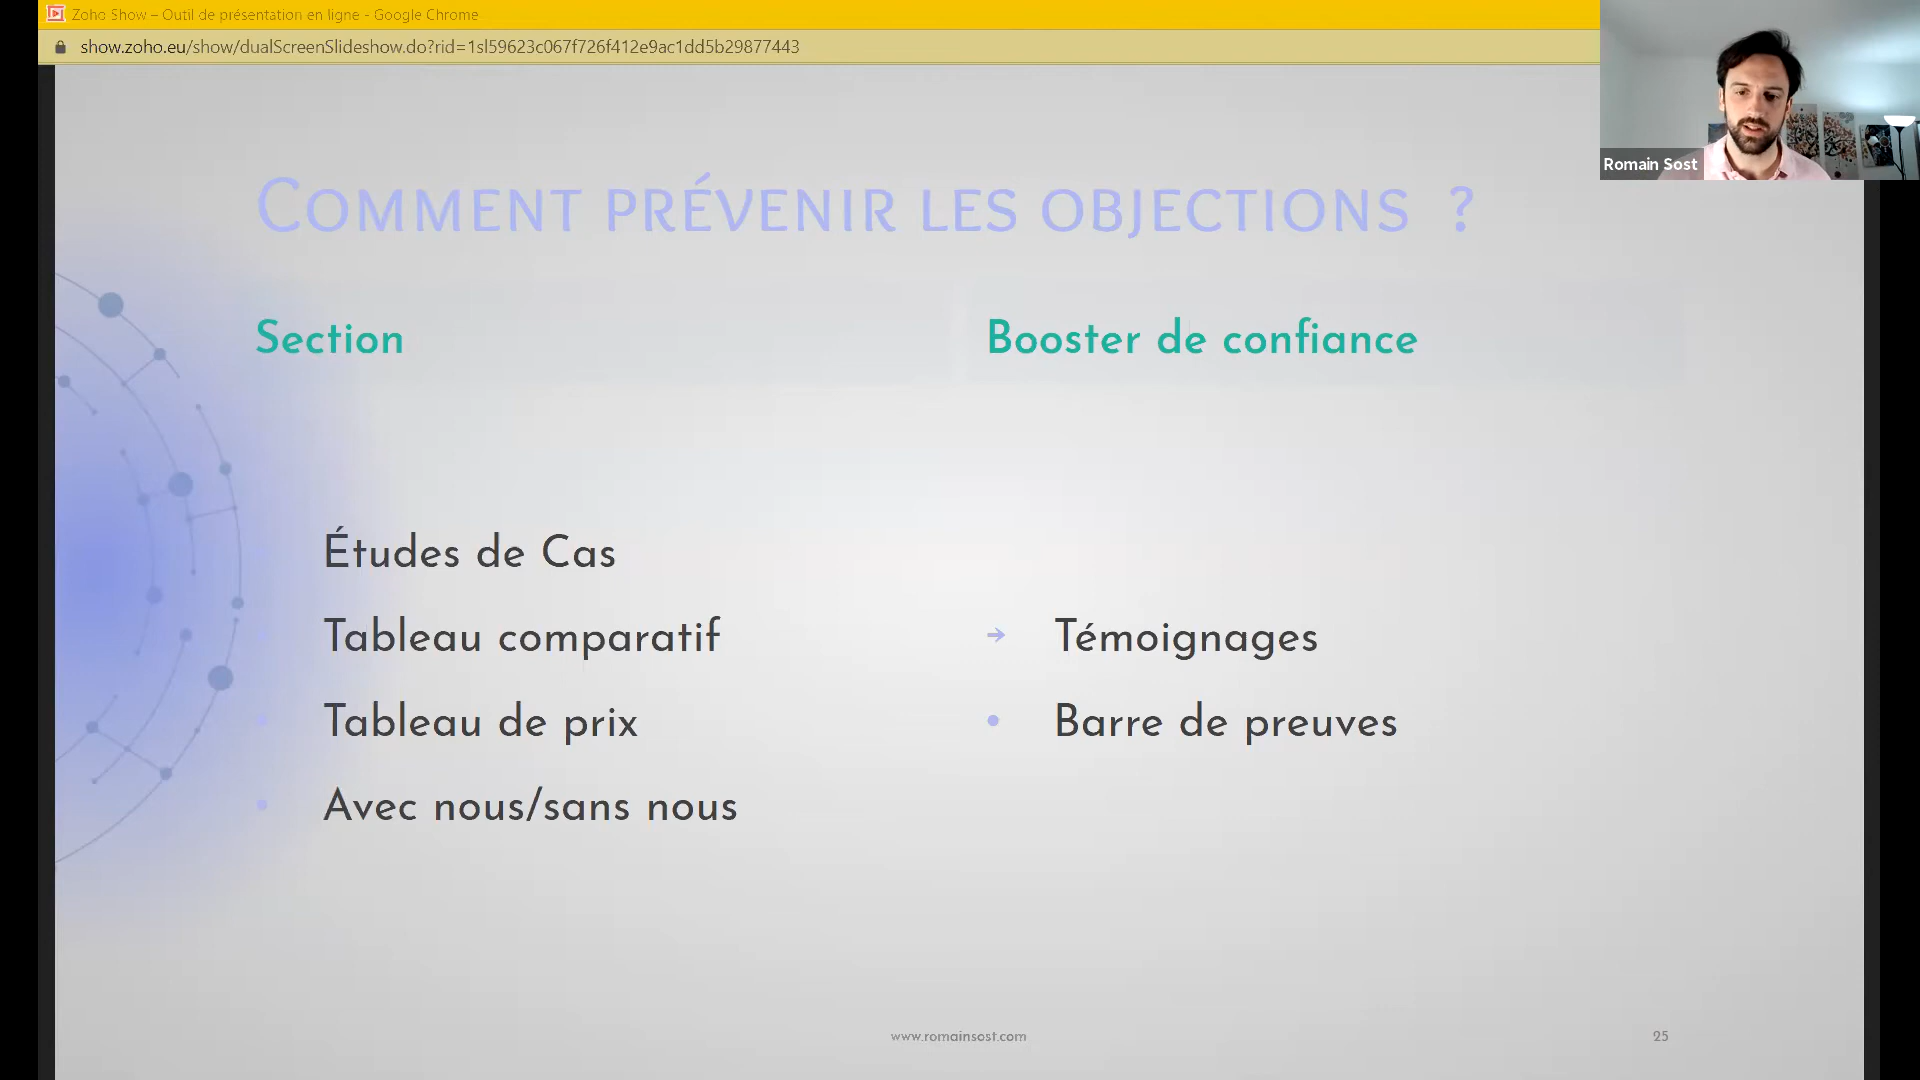 Zoho Show – Outil de présentation en ligne - Google Chrome
show.zoho.eu/show/dualScreenSlideshow.do?rid=1sl59623c067f726f412e9ac1dd5b29877443
Romain Sost
Comment prévenir les objections ?
Section
Booster de confiance
Études de Cas
Tableau comparatif
Tableau de prix
Avec nous/sans nous
→ Témoignages
• Barre de preuves
www.romainsost.com
25